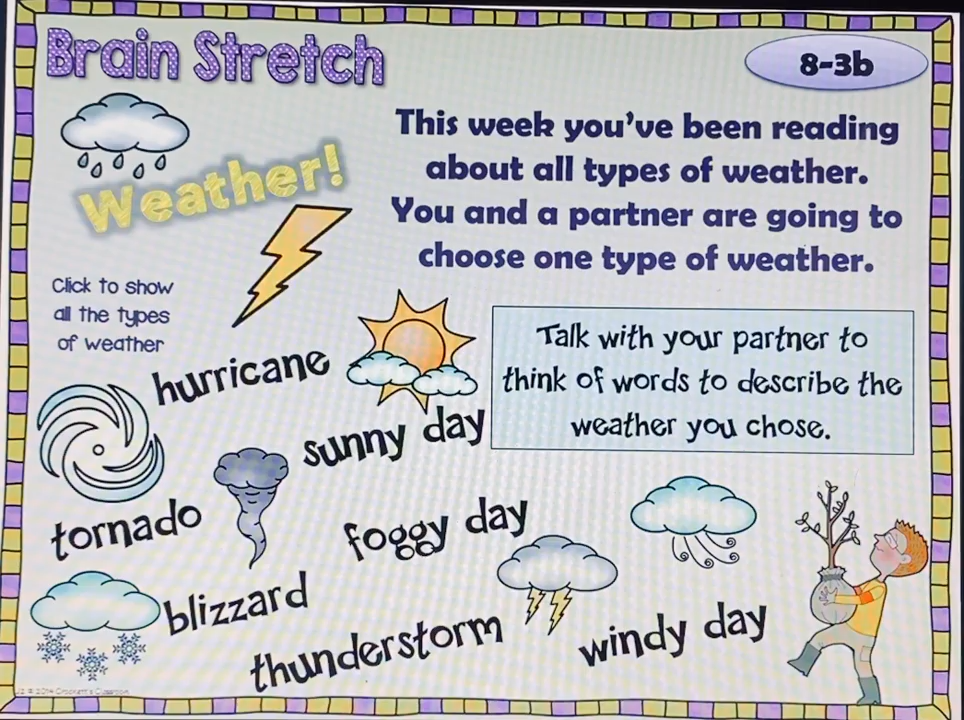 Brain Stretch
8-3b
Weather!
This week you've been reading
about all types of weather.
You and a partner are going to
choose one type of weather.
Click to show
all the types
of weather
Talk with your partner to
think of words to describe the
weather you chose.
hurricane
sunny day
tornado
foggy day
blizzard
thunderstorm
windy day
© 2014 Crockett's Classroom